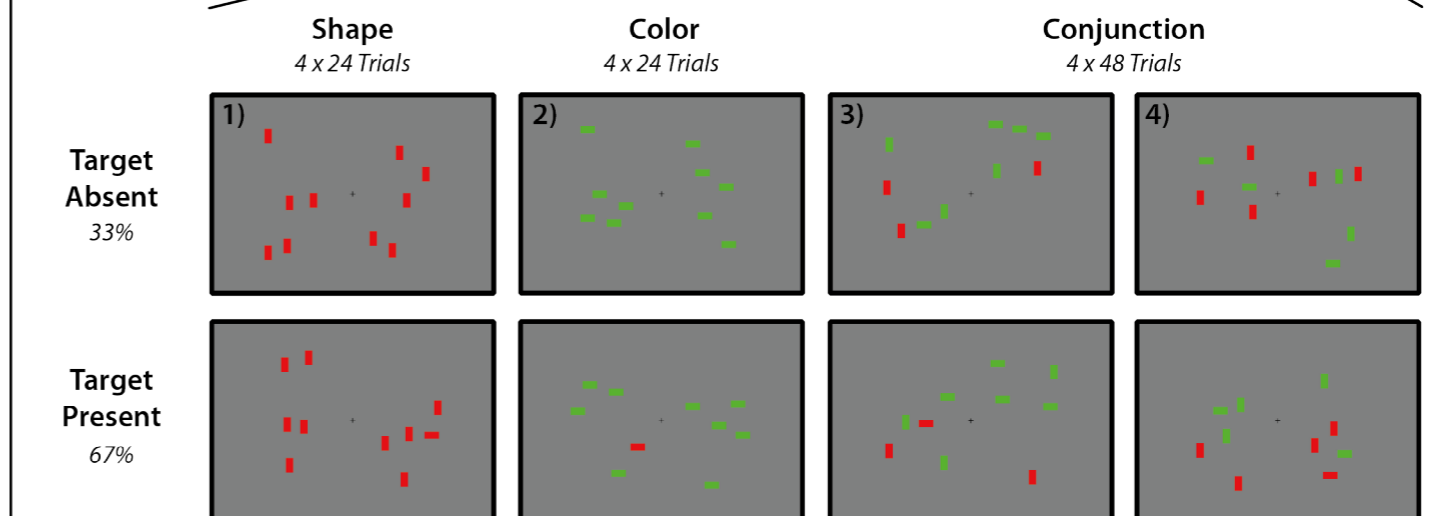 Shape
4 x 24 Trials
Color
4 x 24 Trials
Conjunction
4 x 48 Trials
Target
Absent
33%
1)
2)
3)
4)
Target
Present
67%